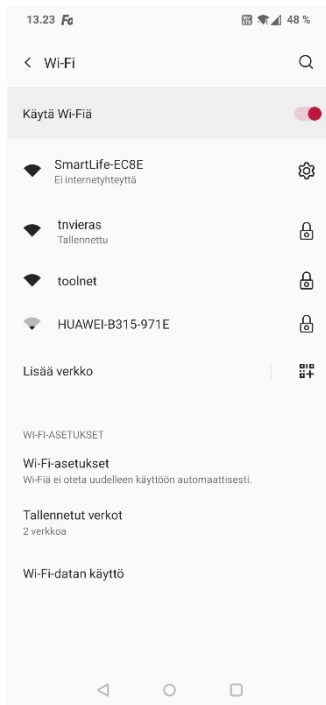 13.23 Fo
48 %
Wi-Fi
Käytä Wi-Fiä
SmartLife-EC8E
Ei internetyhteyttä
tnvieras
Tallennettu
toolnet
HUAWEI-B315-971E
Lisää verkko
WI-FI-ASETUKSET
Wi-Fi-asetukset
Wi-Fiä ei oteta uudelleen käyttöön automaattisesti.
Tallennetut verkot
2 verkkoa
Wi-Fi-datan käyttö